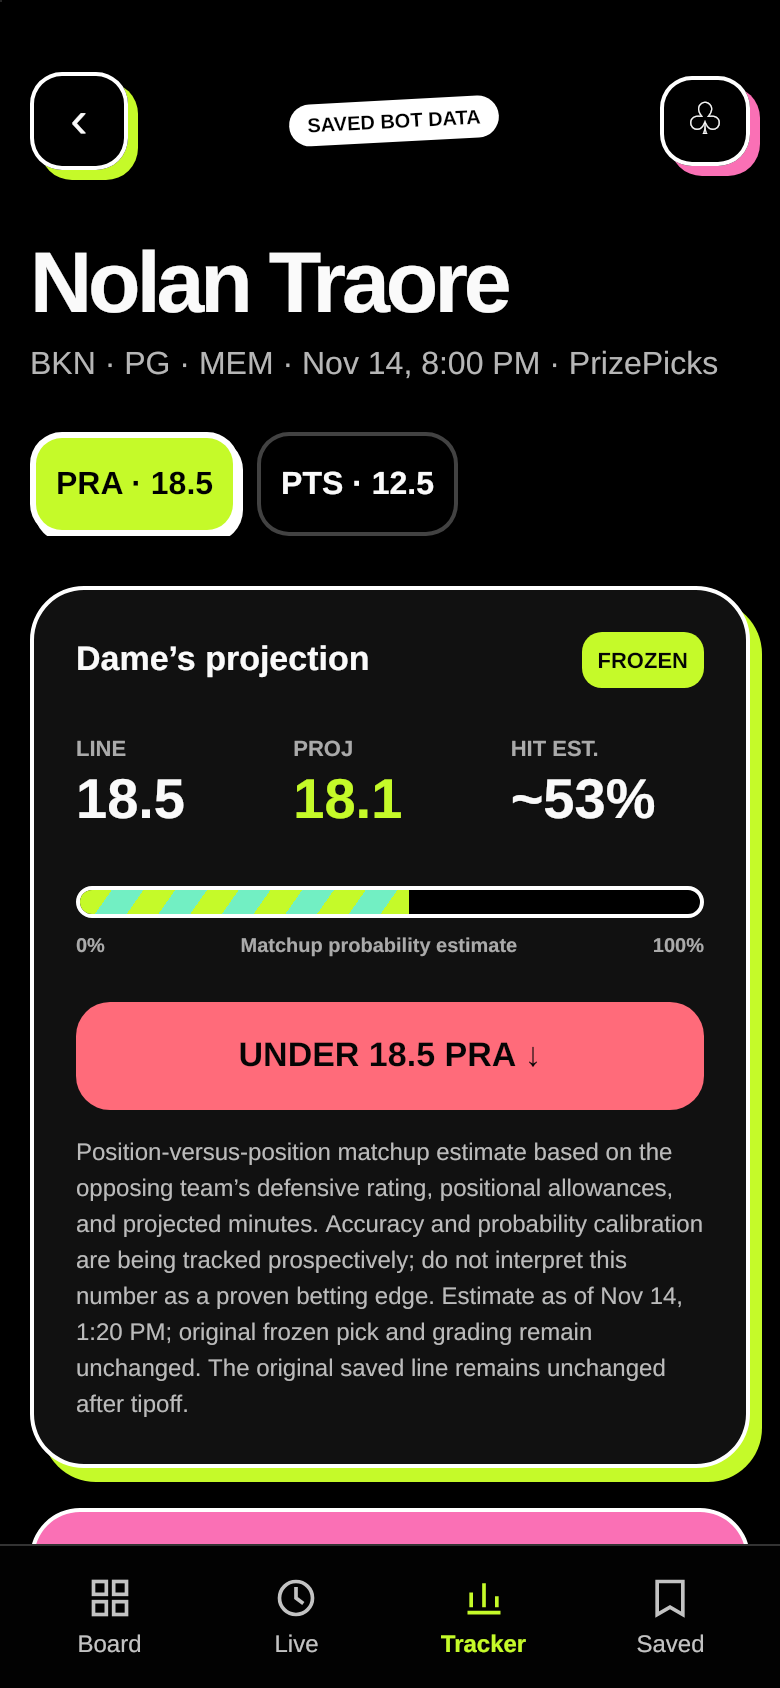 SAVED BOT DATA
Nolan Traore
BKN · PG · MEM · Nov 14, 8:00 PM · PrizePicks
PRA · 18.5
PTS · 12.5
Dame’s projection
FROZEN
LINE
PROJ
HIT EST.
18.5
18.1
~53%
0%
Matchup probability estimate
100%
UNDER 18.5 PRA ↓
Position-versus-position matchup estimate based on the
opposing team’s defensive rating, positional allowances,
and projected minutes. Accuracy and probability calibration
are being tracked prospectively; do not interpret this
number as a proven betting edge. Estimate as of Nov 14,
1:20 PM; original frozen pick and grading remain
unchanged. The original saved line remains unchanged
after tipoff.
Board
Live
Tracker
Saved